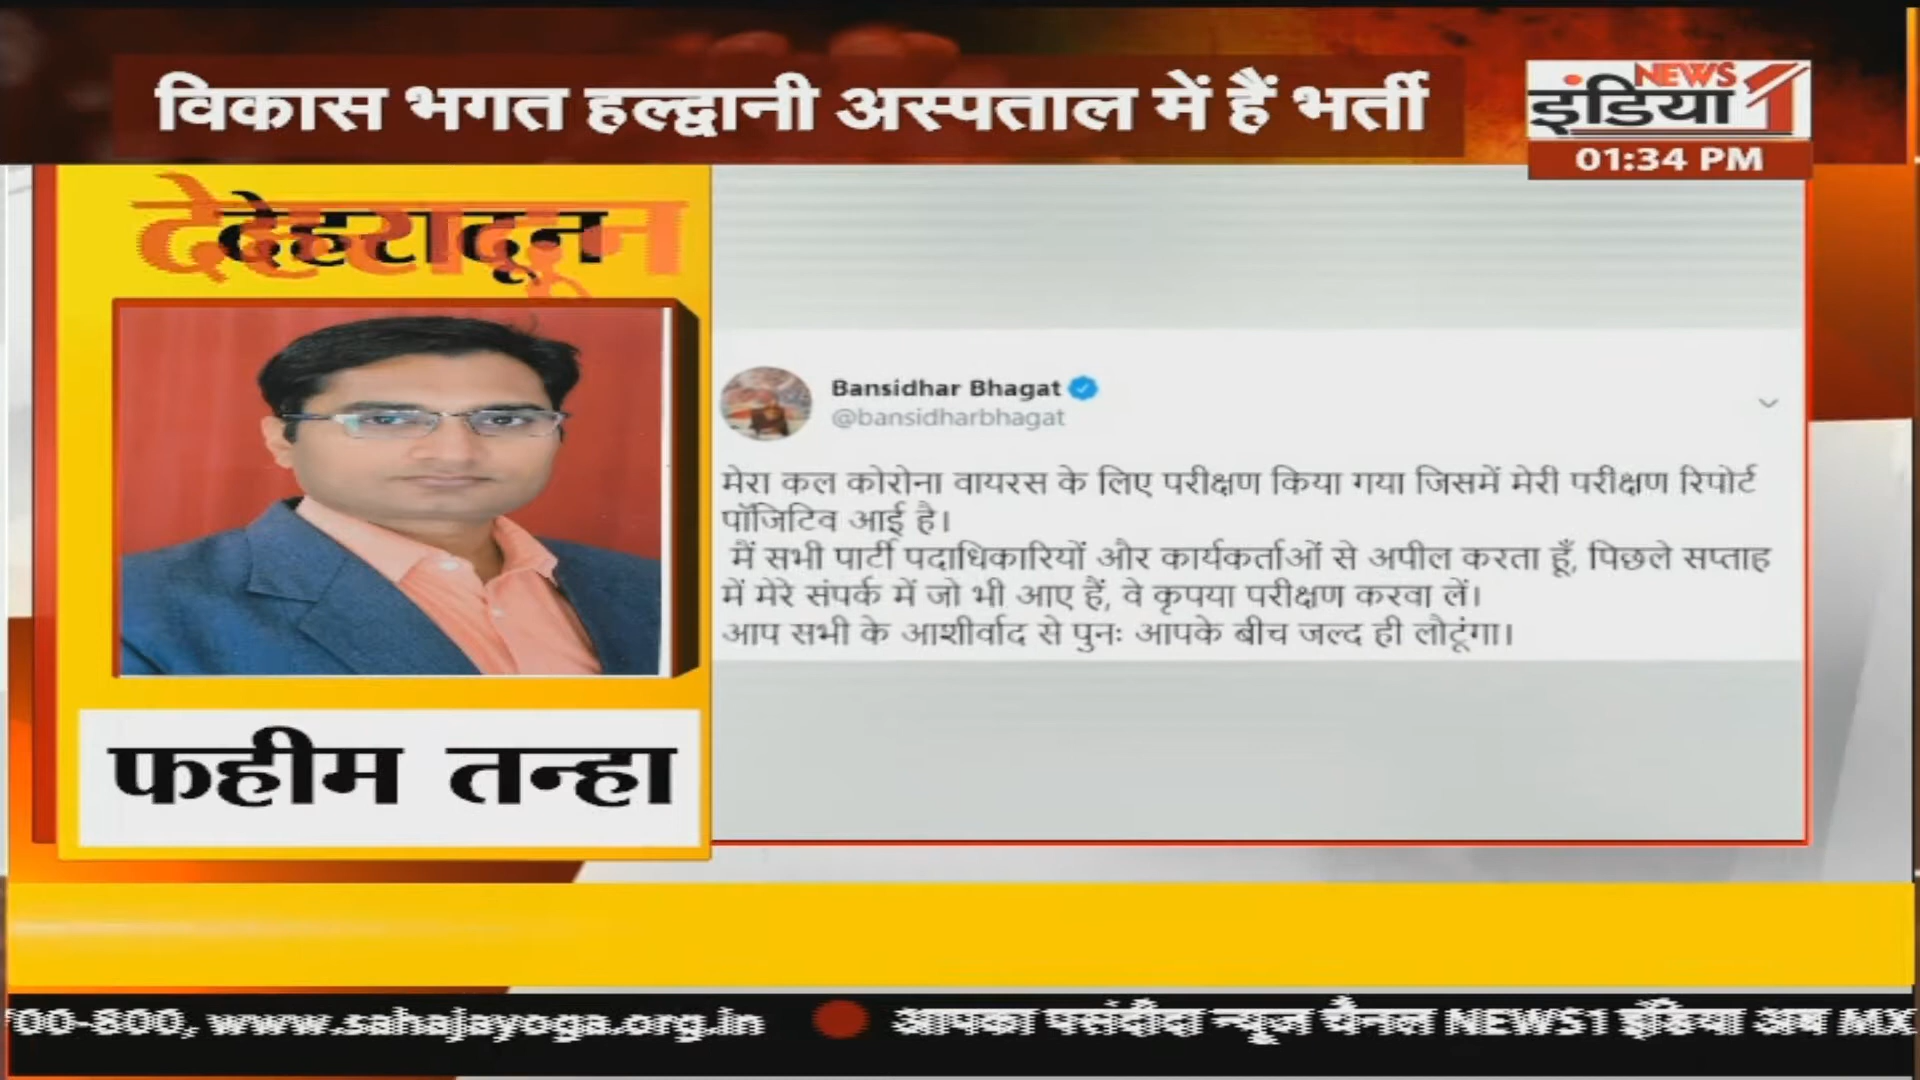 विकास भगत हल्द्वानी अस्पताल में हैं भर्ती
NEWS
इंडिया 1
01:34 PM
देहरादून
Bansidhar Bhagat
@bansidharbhagat
मेरा कल कोरोना वायरस के लिए परीक्षण किया गया जिसमें मेरी परीक्षण रिपोर्ट
पॉजिटिव आई है।
मैं सभी पार्टी पदाधिकारियों और कार्यकर्ताओं से अपील करता हूँ, पिछले सप्ताह
में मेरे संपर्क में जो भी आए हैं, वे कृपया परीक्षण करवा लें।
आप सभी के आशीर्वाद से पुनः आपके बीच जल्द ही लौटूंगा।
फहीम तन्हा
00-800, www.sahajayoga.org.in
आपका पसंदीदा न्यूज चैनल NEWS1 इंडिया अब MX